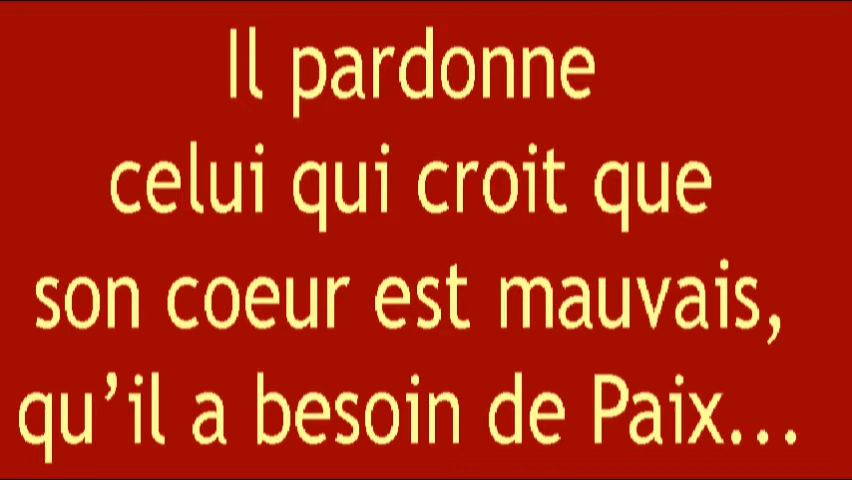 Il pardonne
celui qui croit que
son coeur est mauvais,
qu’il a besoin de Paix...